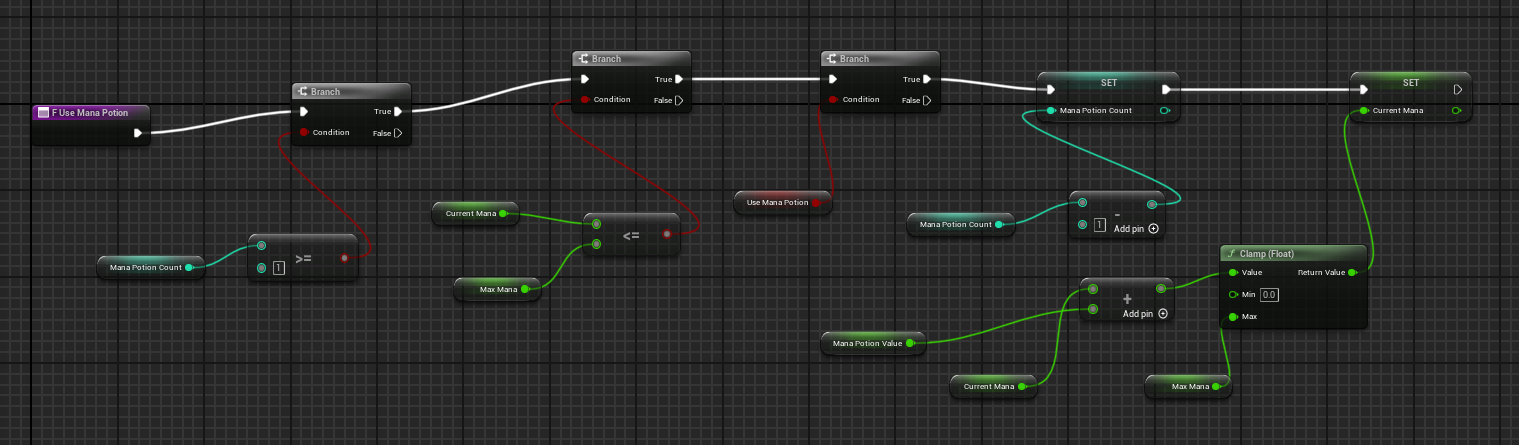 F Use Mana Potion
Branch
True
Condition
False
Mana Potion Count
1
>=
Branch
True
Condition
False
Current Mana
<=
Max Mana
Branch
True
Condition
False
Use Mana Potion
SET
Mana Potion Count
Mana Potion Count
-
1
Add pin
Mana Potion Value
Current Mana
+
Add pin
Max Mana
Clamp (Float)
Value
Return Value
Min
0.0
Max
SET
Current Mana